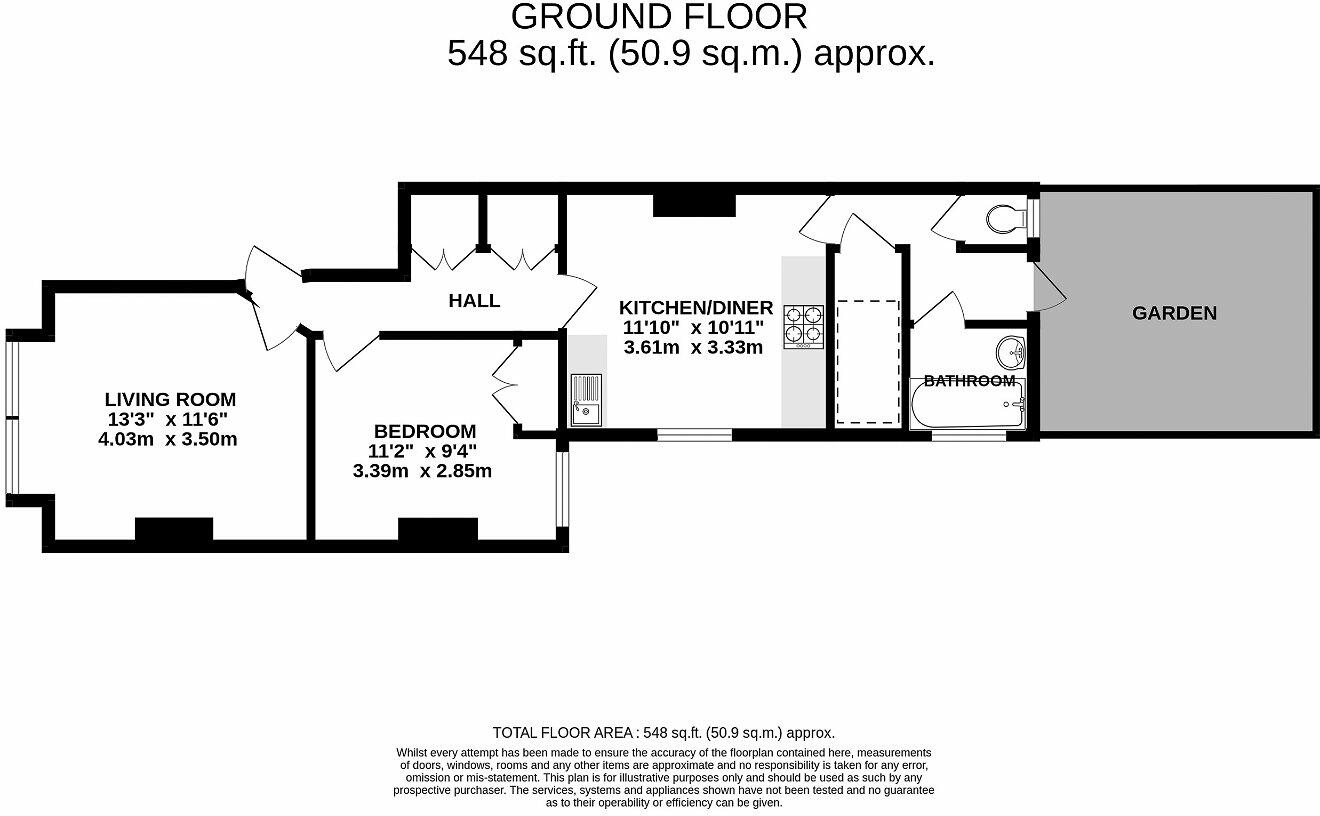 GROUND FLOOR
548 sq.ft. (50.9 sq.m.) approx.
HALL
KITCHEN/DINER
11'10" x 10'11"
3.61m x 3.33m
GARDEN
LIVING ROOM
13'3" x 11'6"
4.03m x 3.50m
BEDROOM
11'2" x 9'4"
3.39m x 2.85m
BATHROOM
TOTAL FLOOR AREA : 548 sq.ft. (50.9 sq.m.) approx.
Whilst every attempt has been made to ensure the accuracy of the floorplan contained here, measurements
of doors, windows, rooms and any other items are approximate and no responsibility is taken for any error,
omission or mis-statement. This plan is for illustrative purposes only and should be used as such by any
prospective purchaser. The services, systems and appliances shown have not been tested and no guarantee
as to their operability or efficiency can be given.